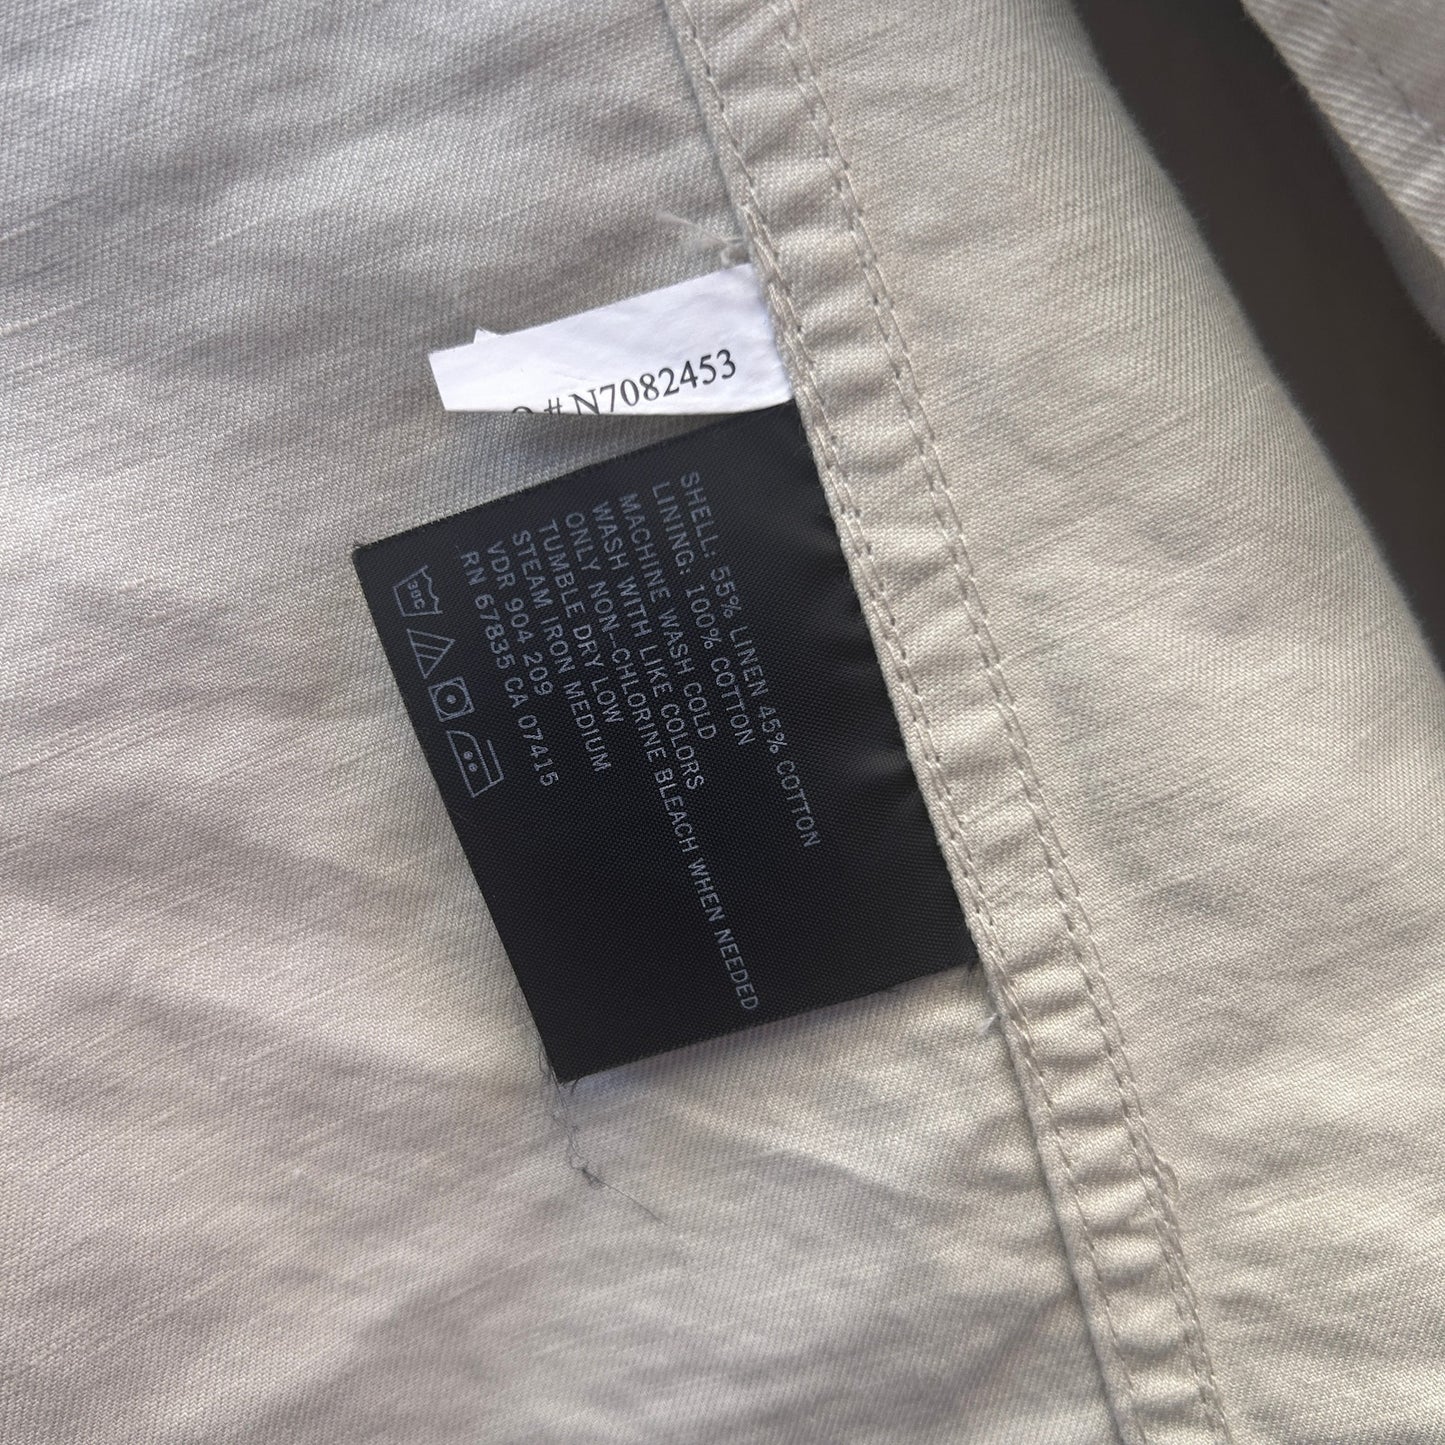 # N7082453
SHELL: 55% LINEN 45% COTTON
LINING: 100% COTTON
MACHINE WASH COLD
WASH WITH LIKE COLORS
ONLY NON-CHLORINE BLEACH WHEN NEEDED
TUMBLE DRY LOW
STEAM IRON MEDIUM
VDR 904 209
RN 67835 CA 07415
30C